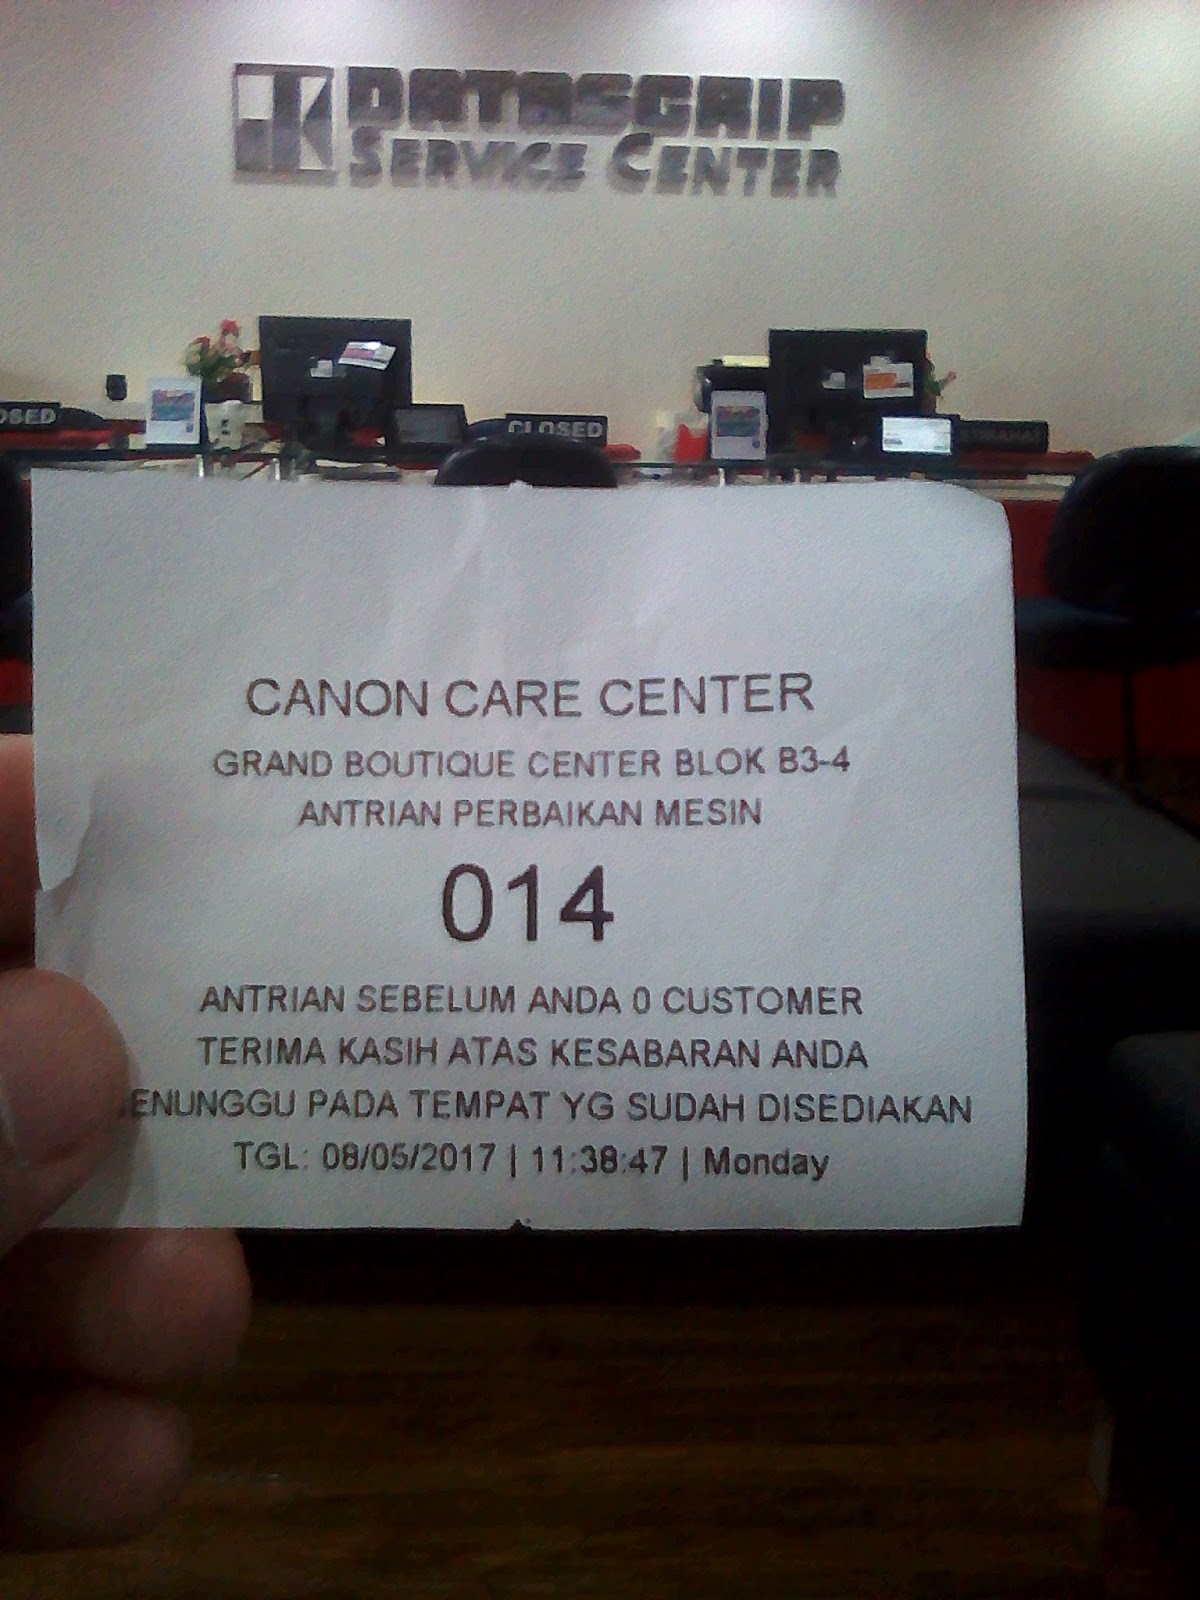 DATASCRIP
SERVICE CENTER
CLOSED
CANON CARE CENTER
GRAND BOUTIQUE CENTER BLOK B3-4
ANTRIAN PERBAIKAN MESIN
014
ANTRIAN SEBELUM ANDA 0 CUSTOMER
TERIMA KASIH ATAS KESABARAN ANDA
ENUNGGU PADA TEMPAT YG SUDAH DISEDIAKAN
TGL: 08/05/2017 | 11:38:47 | Monday